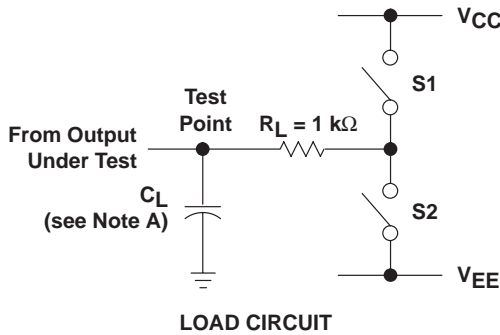 VCC
S1
Test
Point
RL = 1 kΩ
From Output
Under Test
CL
(see Note A)
S2
VEE
LOAD CIRCUIT